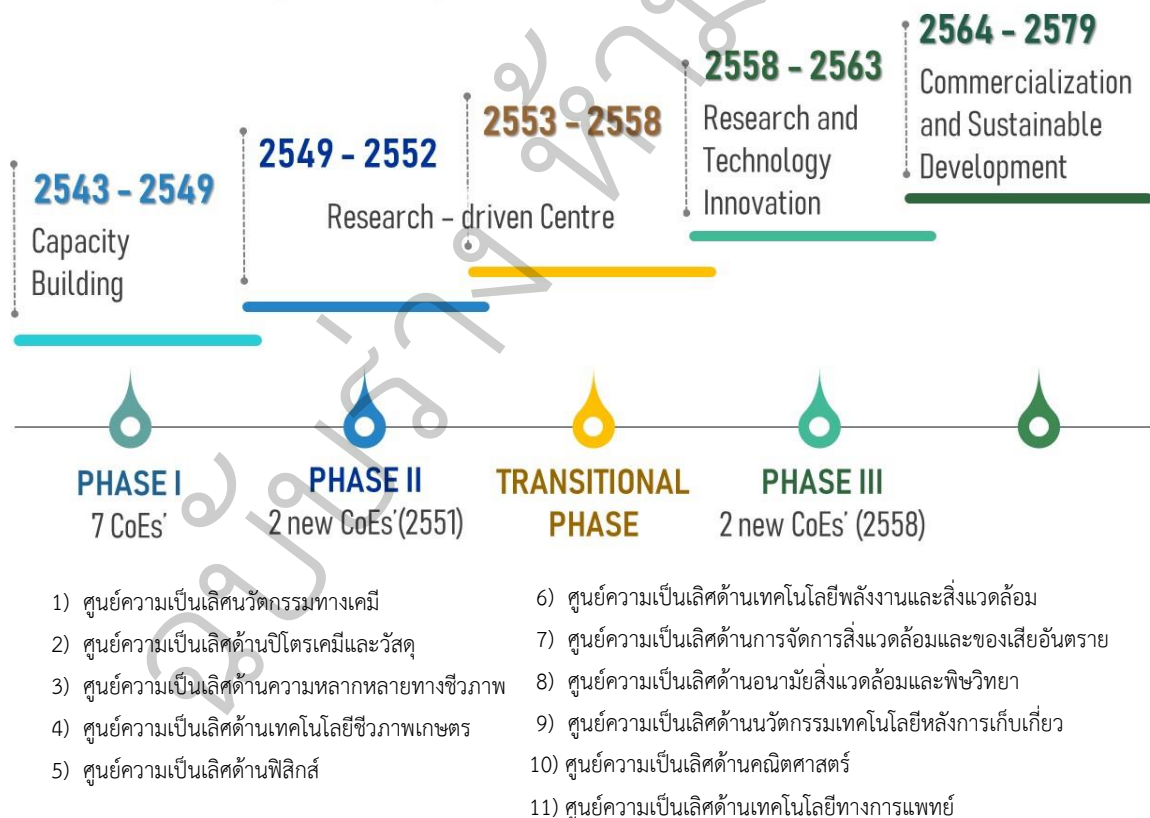 2543 - 2549
Capacity
Building
2549 - 2552
2553 - 2558
Research – driven Centre
2558 - 2563
Research and
Technology
Innovation
2564 - 2579
Commercialization
and Sustainable
Development
PHASE I
7 CoEs'
PHASE II
2 new CoEs'(2551)
TRANSITIONAL
PHASE
PHASE III
2 new CoEs' (2558)
1) ศูนย์ความเป็นเลิศนวัตกรรมทางเคมี
2) ศูนย์ความเป็นเลิศด้านปิโตรเคมีและวัสดุ
3) ศูนย์ความเป็นเลิศด้านความหลากหลายทางชีวภาพ
4) ศูนย์ความเป็นเลิศด้านเทคโนโลยีชีวภาพเกษตร
5) ศูนย์ความเป็นเลิศด้านฟิสิกส์
6) ศูนย์ความเป็นเลิศด้านเทคโนโลยีพลังงานและสิ่งแวดล้อม
7) ศูนย์ความเป็นเลิศด้านการจัดการสิ่งแวดล้อมและของเสียอันตราย
8) ศูนย์ความเป็นเลิศด้านอนามัยสิ่งแวดล้อมและพิษวิทยา
9) ศูนย์ความเป็นเลิศด้านนวัตกรรมเทคโนโลยีหลังการเก็บเกี่ยว
10) ศูนย์ความเป็นเลิศด้านคณิตศาสตร์
11) ศูนย์ความเป็นเลิศด้านเทคโนโลยีทางการแพทย์
ฉบับร่าง